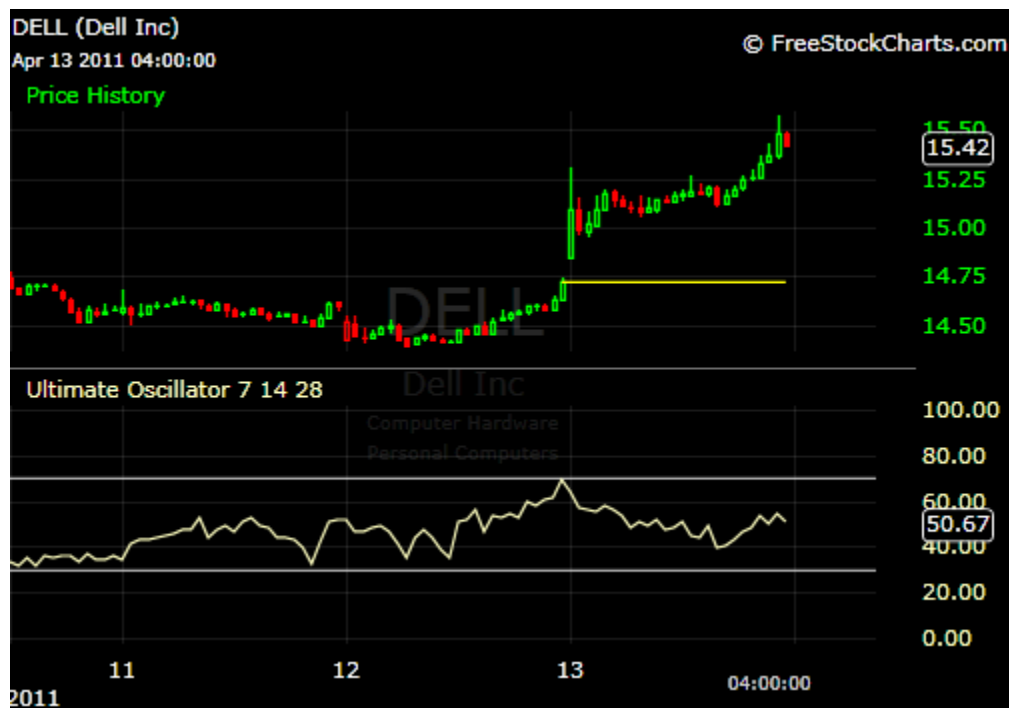 DELL (Dell Inc)
© FreeStockCharts.com
Apr 13 2011 04:00:00
Price History
15.50
15.42
15.25
15.00
14.75
DELL
14.50
Ultimate Oscillator 7 14 28
Dell Inc
Computer Hardware
Personal Computers
100.00
80.00
60.00
50.67
40.00
20.00
0.00
11
12
13
04:00:00
2011